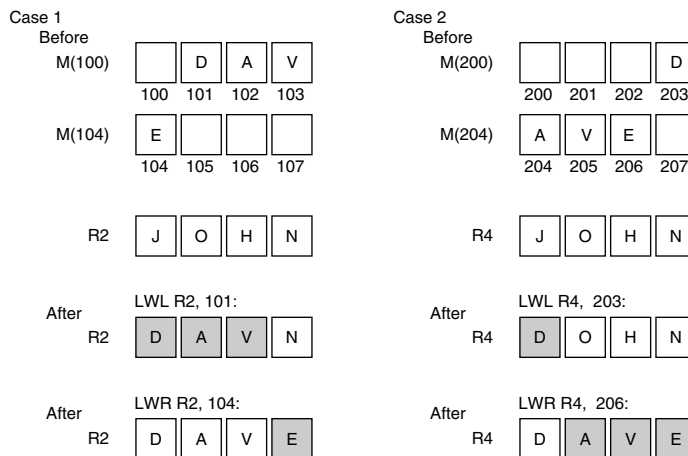 Case 1
Before
M(100) D A V
100 101 102 103
M(104) E
104 105 106 107
R2 J O H N
After
LWL R2, 101:
R2 D A V N
After
LWR R2, 104:
R2 D A V E
Case 2
Before
M(200) D
200 201 202 203
M(204) A V E
204 205 206 207
R4 J O H N
After
LWL R4, 203:
R4 D O H N
After
LWR R4, 206:
R4 D A V E